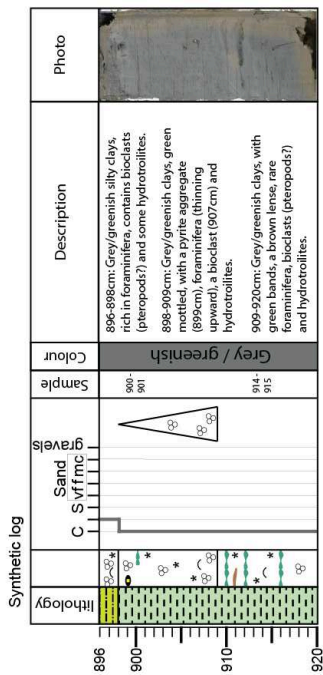 Synthetic log
lithology
C S vf f m c
Sand
gravels
Sample
Colour
Description
Photo
896
900
910
920
900-
901
914-
915
Grey / greenish
896-898cm: Grey/greenish silty clays,
rich in foraminifera, contains bioclasts
(pteropods?) and some hydrotroilites.
898-909cm: Grey/greenish clays, green
mottled, with a pyrite aggregate
(899cm), foraminifera (thinning
upward), a bioclast (907cm) and
hydrotroilites.
909-920cm: Grey/greenish clays, with
green bands, a brown lense, rare
foraminifera, bioclasts (pteropods?)
and hydrotroilites.